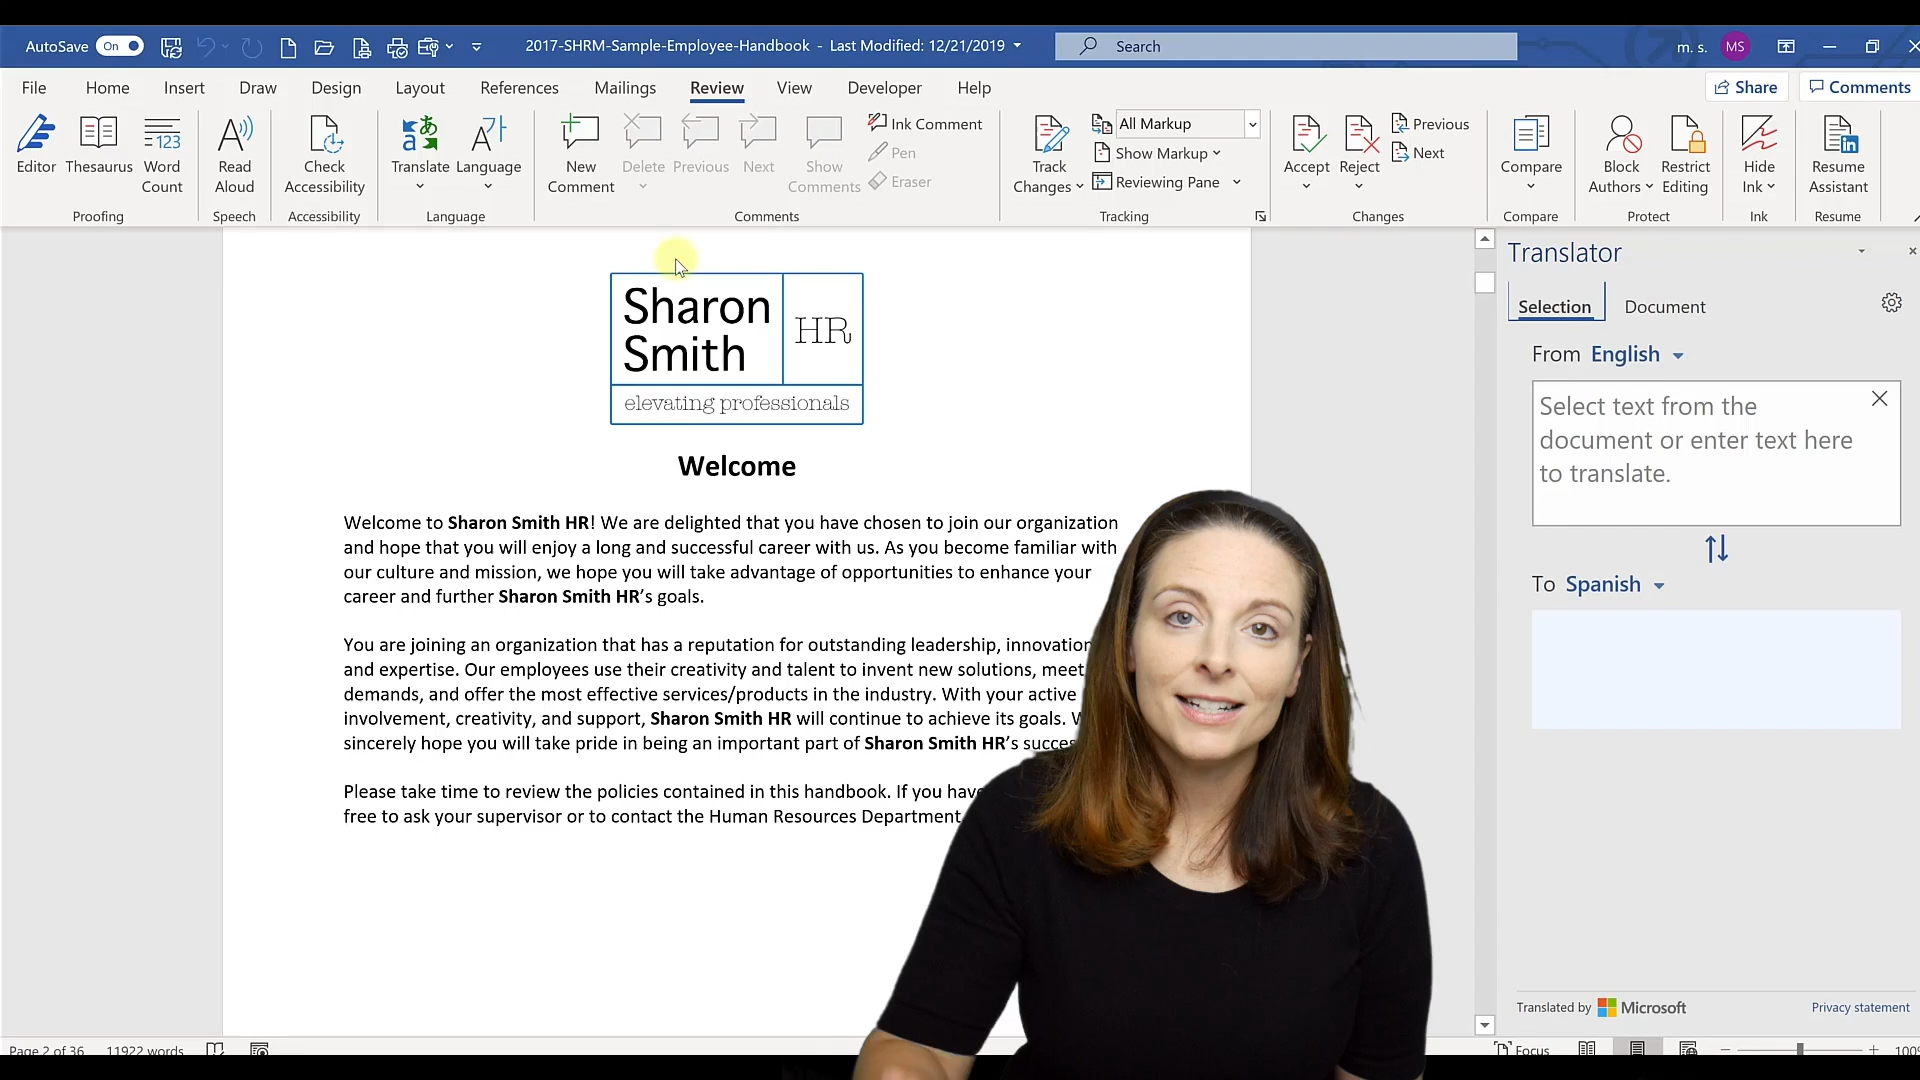 AutoSave On 2017-SHRM-Sample-Employee-Handbook - Last Modified: 12/21/2019 Search m. s. MS
File Home Insert Draw Design Layout References Mailings Review View Developer Help Share Comments
Editor
Thesaurus
Word Count
Proofing
Read Aloud
Speech
Check Accessibility
Accessibility
Translate
Language
Language
New Comment
Delete
Previous
Next
Show Comments
Ink Comment
Pen
Eraser
Comments
Track Changes
All Markup
Show Markup
Reviewing Pane
Tracking
Accept
Reject
Previous
Next
Changes
Compare
Compare
Block Authors
Restrict Editing
Protect
Hide Ink
Ink
Resume Assistant
Resume
Sharon
Smith
HR
elevating professionals
Welcome
Welcome to Sharon Smith HR! We are delighted that you have chosen to join our organization
and hope that you will enjoy a long and successful career with us. As you become familiar with
our culture and mission, we hope you will take advantage of opportunities to enhance your
career and further Sharon Smith HR’s goals.
You are joining an organization that has a reputation for outstanding leadership, innovation
and expertise. Our employees use their creativity and talent to invent new solutions, meet
demands, and offer the most effective services/products in the industry. With your active
involvement, creativity, and support, Sharon Smith HR will continue to achieve its goals.
sincerely hope you will take pride in being an important part of Sharon Smith HR’s
Please take time to review the policies contained in this handbook. If you have
free to ask your supervisor or to contact the Human Resources Department
Translator
Selection Document
From English
Select text from the
document or enter text here
to translate.
To Spanish
Translated by Microsoft Privacy statement
Page 2 of 36 11922 words Focus 100%